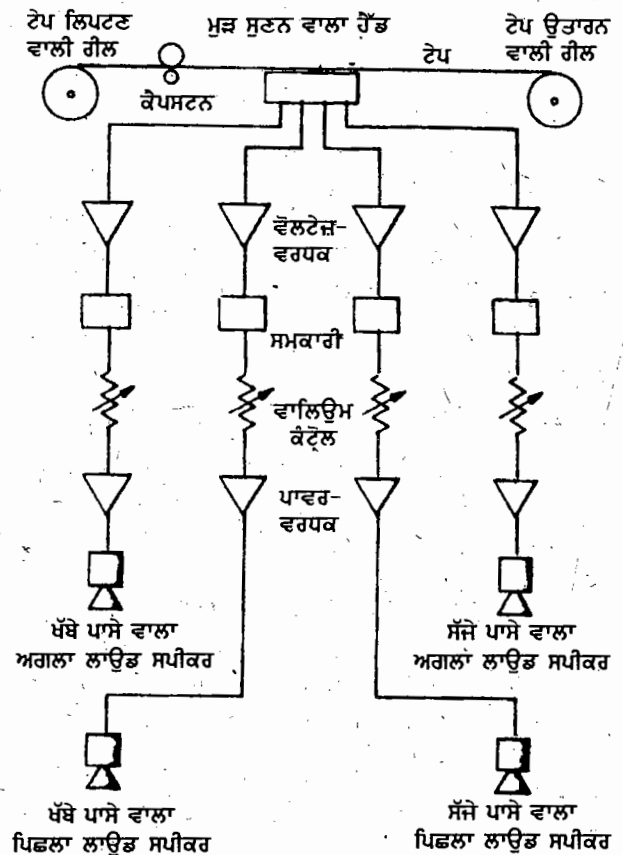 ਟੇਪ ਲਿਪਟਣ
ਵਾਲੀ ਰੀਲ
ਮੁੜ ਸੁਣਨ ਵਾਲਾ ਹੈੱਡ
ਟੇਪ
ਟੇਪ ਉਤਾਰਨ
ਵਾਲੀ ਰੀਲ
ਕੈਪਸਟਨ
ਵੋਲਟੇਜ਼-
ਵਰਧਕ
ਸਮਕਾਰੀ
ਵਾਲਿਊਮ
ਕੰਟ੍ਰੋਲ
ਪਾਵਰ-
ਵਰਧਕ
ਖੱਬੇ ਪਾਸੇ ਵਾਲਾ
ਅਗਲਾ ਲਾਊਡ ਸਪੀਕਰ
ਸੱਜੇ ਪਾਸੇ ਵਾਲਾ
ਅਗਲਾ ਲਾਊਡ ਸਪੀਕਰ
ਖੱਬੇ ਪਾਸੇ ਵਾਲਾ
ਪਿਛਲਾ ਲਾਊਡ ਸਪੀਕਰ
ਸੱਜੇ ਪਾਸੇ ਵਾਲਾ
ਪਿਛਲਾ ਲਾਊਡ ਸਪੀਕਰ